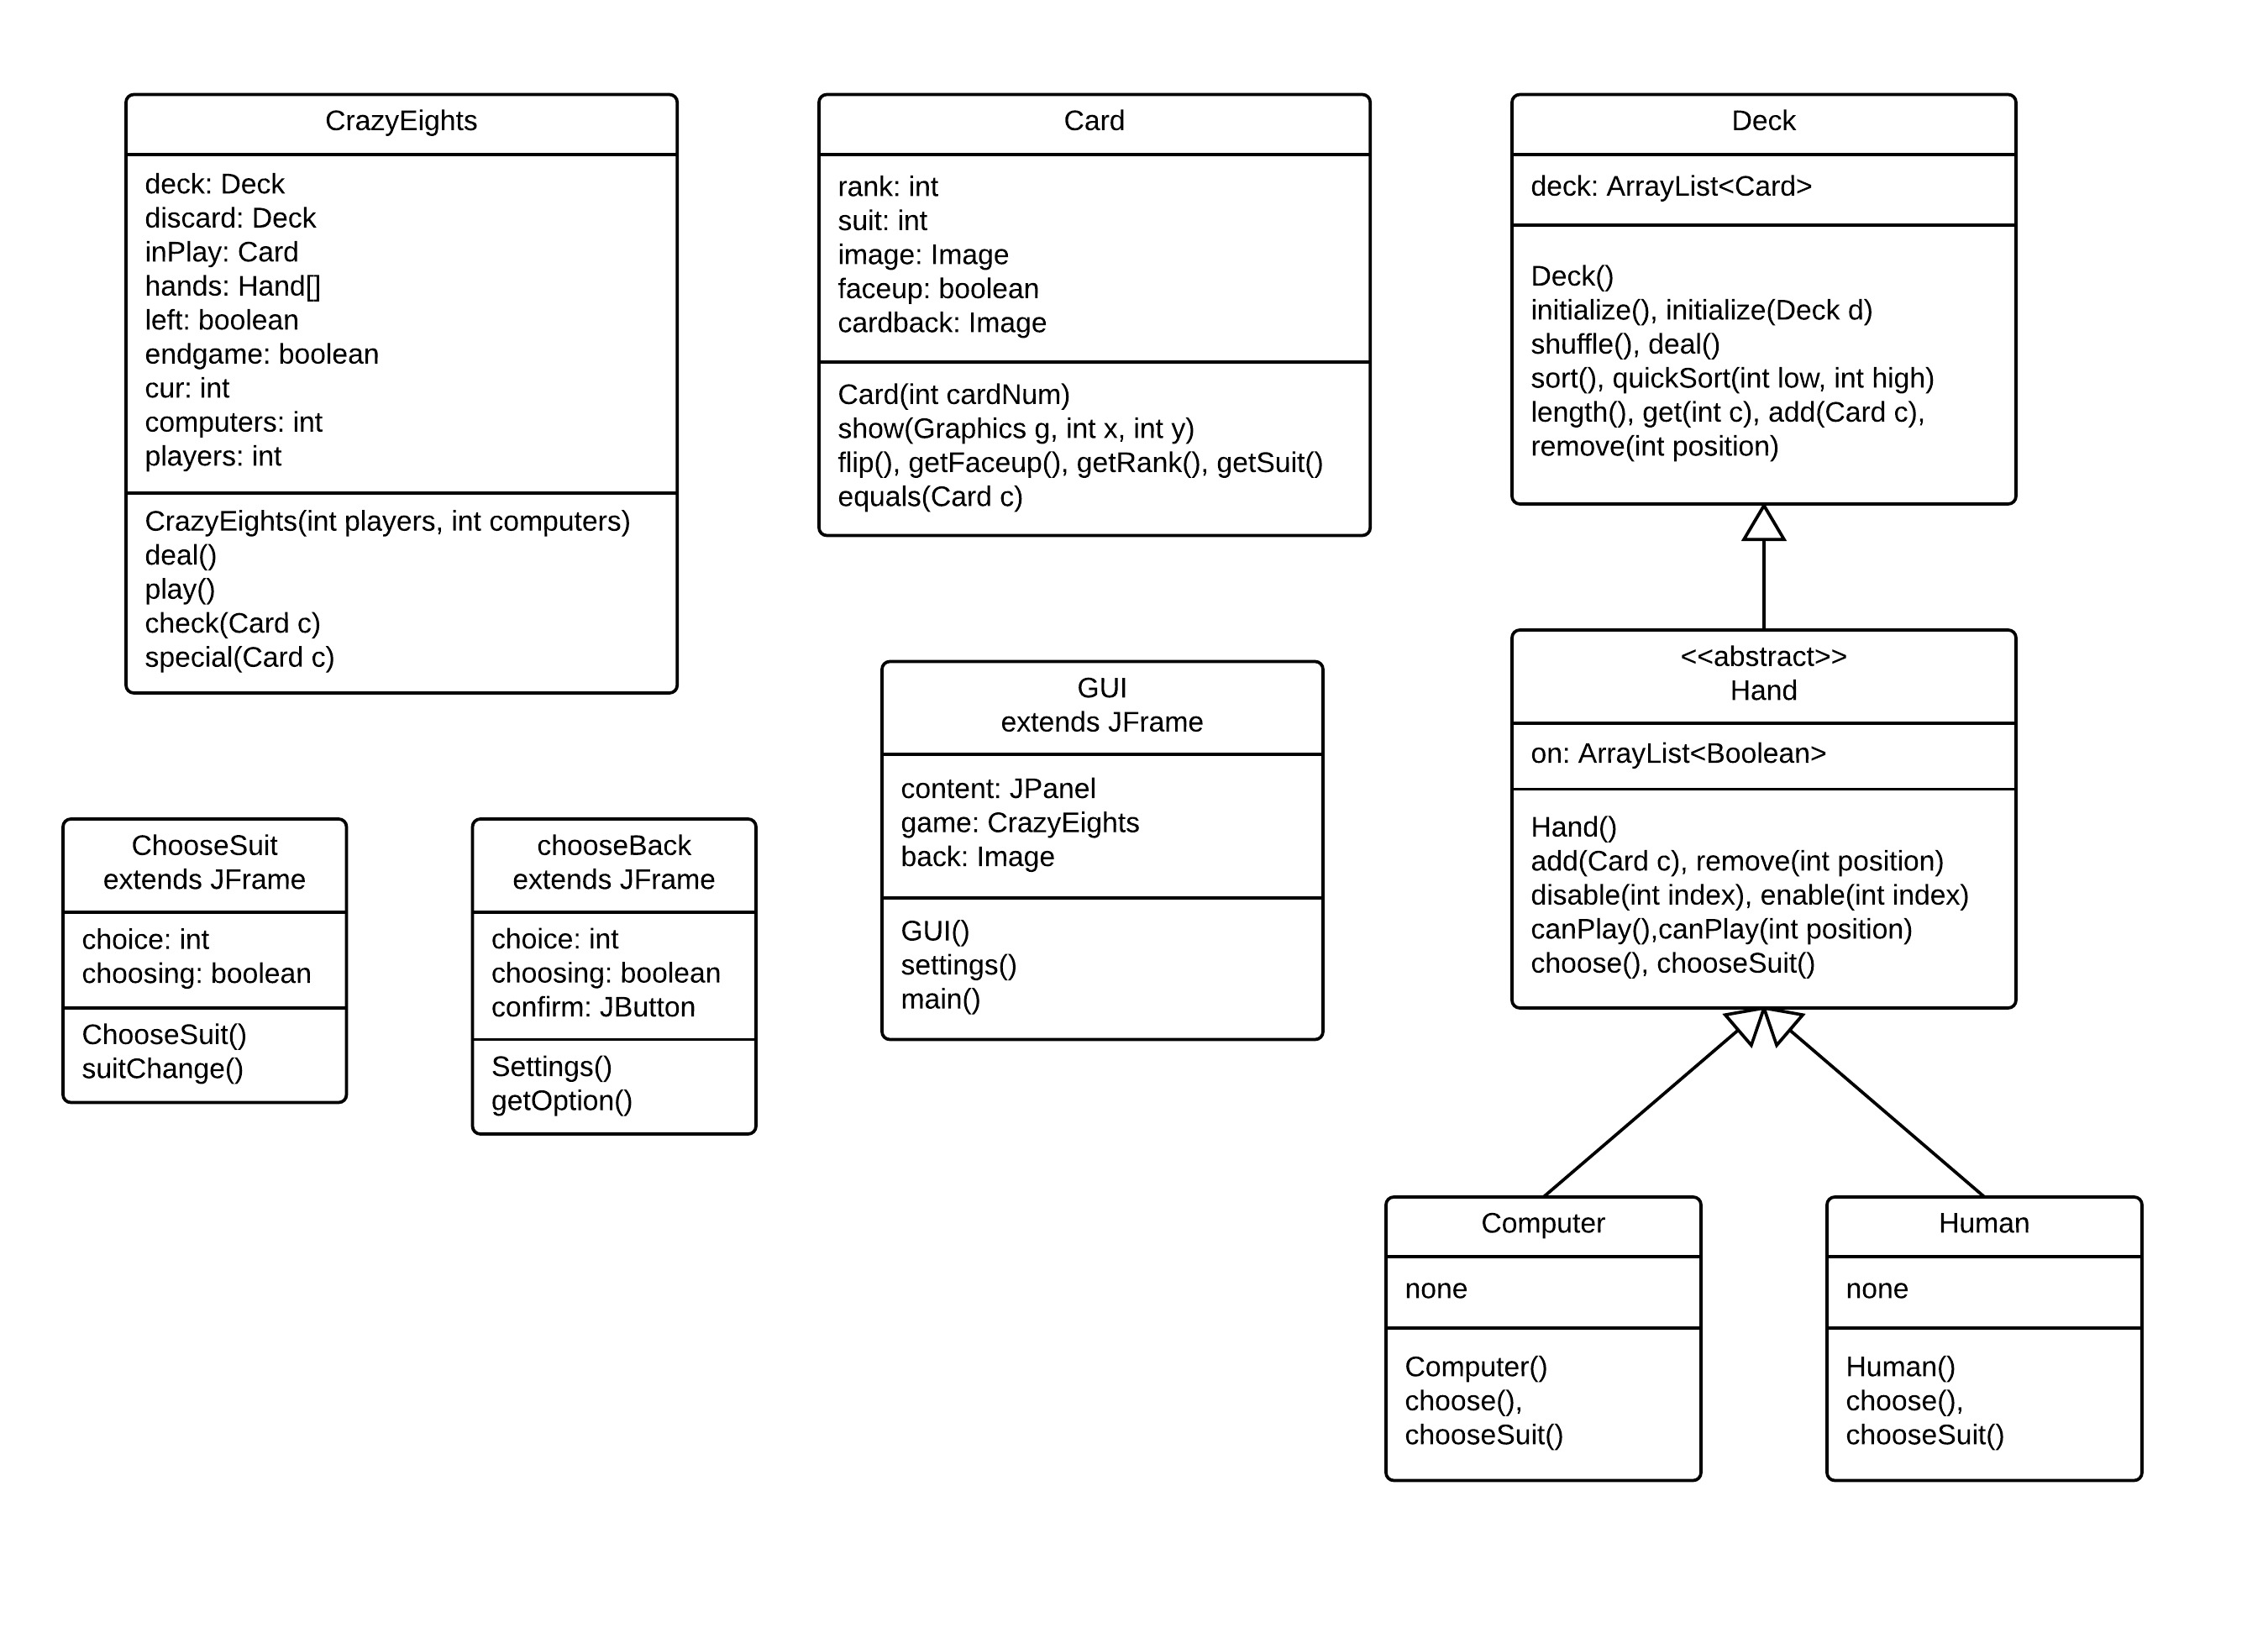 CrazyEights
deck: Deck
discard: Deck
inPlay: Card
hands: Hand[]
left: boolean
endgame: boolean
cur: int
computers: int
players: int
CrazyEights(int players, int computers)
deal()
play()
check(Card c)
special(Card c)
Card
rank: int
suit: int
image: Image
faceup: boolean
cardback: Image
Card(int cardNum)
show(Graphics g, int x, int y)
flip(), getFaceup(), getRank(), getSuit()
equals(Card c)
Deck
deck: ArrayList<Card>
Deck()
initialize(), initialize(Deck d)
shuffle(), deal()
sort(), quickSort(int low, int high)
length(), get(int c), add(Card c),
remove(int position)
<<abstract>>
Hand
on: ArrayList<Boolean>
Hand()
add(Card c), remove(int position)
disable(int index), enable(int index)
canPlay(),canPlay(int position)
choose(), chooseSuit()
GUI
extends JFrame
content: JPanel
game: CrazyEights
back: Image
GUI()
settings()
main()
ChooseSuit
extends JFrame
choice: int
choosing: boolean
ChooseSuit()
suitChange()
chooseBack
extends JFrame
choice: int
choosing: boolean
confirm: JButton
Settings()
getOption()
Computer
none
Computer()
choose(),
chooseSuit()
Human
none
Human()
choose(),
chooseSuit()